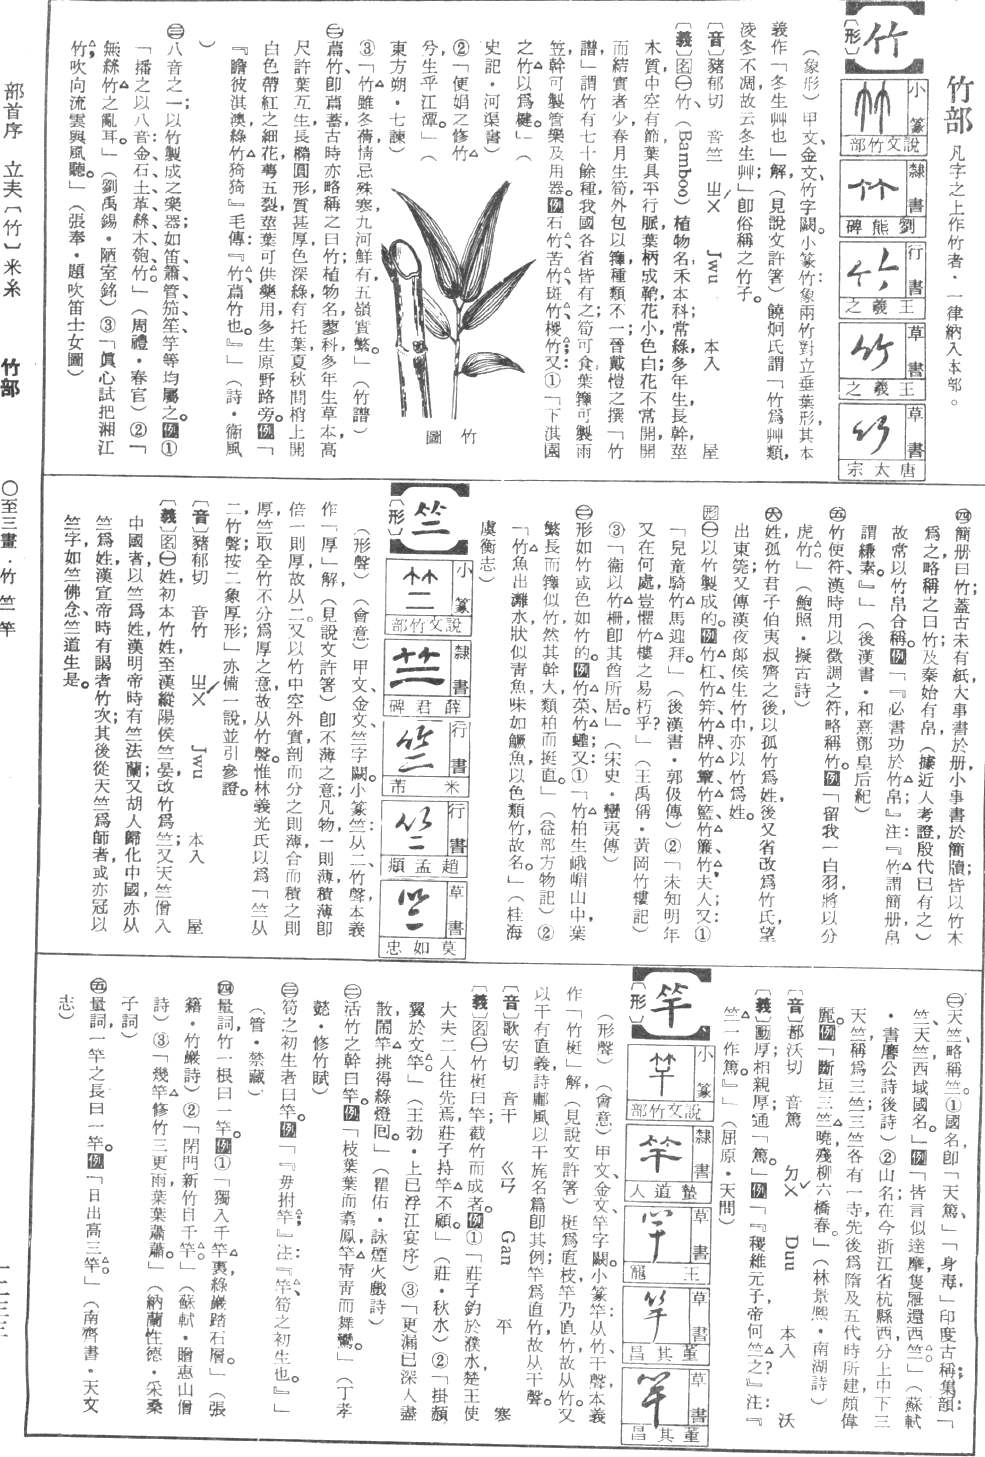 竹部 凡字之上作竹者,一律納入本部。
竹
〔形〕
小篆 說文竹部
隸書 劉熊碑
行書 王羲之
草書 王羲之
草書 唐太宗
(象形)甲文、金文竹字闕。小篆竹:象兩竹對立垂葉形,其本
義作「冬生艸也」解,(見說文許箸)饒炯氏謂「竹爲艸類,
淩冬不凋,故云冬生艸」;卽俗稱之竹子。
〔音〕豬郁切 音竺 ㄓㄨ Jwu 本入 屋
〔義〕名㊀竹,(Bamboo)植物名,禾本科,常綠多年生,長幹莖
木質,中空有節,葉具平行脈,葉柄成鞘,花小,色白,花不常開,開
而結實者少,春月生筍,外包以籜,種類不一,晉戴愷之撰「竹
譜」謂竹有七十餘種,我國各省皆有之;筍可食,葉籜可製雨
笠,幹可製管樂及用器。例石竹、苦竹、斑竹、椶竹;又①「下淇園
之竹以爲楗」(
史記・河渠書)
②「便娟之修竹
兮,生乎江潭。」(
東方朔・七諫)
③「竹雖冬蒨,情忌殊寒,九河鮮有,五嶺實繁。」(竹譜)
竹圖
㊁萹竹卽萹蓄,古時亦略稱之曰竹;植物名,蓼科,多年生草本,高
尺許,葉互生,長橢圓形,質甚厚,色深綠,有托葉,夏秋間梢上開
白色帶紅之細花,萼五裂,莖葉可供藥用,多生原野路旁。例「
『瞻彼淇澳,綠竹猗猗』毛傳:『竹、萹竹也。』」(詩・衞風
)
㊂八音之一;以竹製成之樂器,如笛、簫、管、笳、笙、竽等均屬之。例①
「播之以八音:金石土革絲木匏竹。」(周禮・春官)②「
無絲竹之亂耳。」(劉禹錫・陋室銘)③「眞心試把湘江
竹,吹向流雲與風聽。」(張奉・題吹笛士女圖)
㊃簡册曰竹;蓋古未有紙,大事書於册,小事書於簡牘,皆以竹木
爲之,略稱之曰竹;及秦始有帛,(據近人考證,殷代已有之)
故常以竹帛合稱。例「『必書功於竹帛』注:『竹謂簡册,帛
謂縑素。』」(後漢書・和熹鄧皇后紀)
㊄竹使符,漢時用以徵調之符,略稱竹。例「留我一白羽,將以分
虎竹。」(鮑照・擬古詩)
㊅姓,孤竹君子伯夷叔齊之後,以孤竹爲姓,後又省改爲竹氏,望
出東莞;又傳漢夜郞侯生竹中,亦以竹爲姓。
形㊀以竹製成的。例竹杠、竹筓、竹牌、竹籃、竹簾、竹夫人;又①
「兒童騎竹馬迎拜。」(後漢書・郭伋傳)②「未知明年
又在何處,豈懼竹樓之易朽乎?」(王禹偁・黃岡竹樓記)
③「衞以竹柵,卽其酋所居。」(宋史・蠻夷傳)
㊁形如竹或色如竹的。例竹葉、竹蟶;又①「竹柏生峨嵋山中,葉
繁長而籜似竹,然其幹大類柏而挺直。」(益部方物記)②
「竹魚出灕水,狀似靑魚,味如鱖魚,以色類竹,故名。」(桂海
虞衡志)
竺
〔形〕
小篆 說文竹部
隸書 薛君碑
行書 米芾
行書 趙孟頫
草書 莫如忠
(形聲)(會意)甲文、金文、竺字闕。小篆竺:从二、竹聲,本義
作「厚」解,(見說文許箸)卽不薄之意,凡物,一則薄,積薄卽
倍一則厚,故从二。又以竹中空外實,剖而分之則薄,合而積之則
厚,竺取全竹不分爲厚之意,故从竹聲。惟林義光氏以爲「竺从
二竹聲,按二象厚形」亦備一說,並引參證。
〔音〕豬郁切 音竹 ㄓㄨˊ Jwu 本入 屋
〔義〕名㊀姓,初本竹姓,至漢,縱陽侯竺晏改竹爲竺;又天竺僧入
中國者,以竺爲姓,漢明帝時有竺法蘭;又胡人歸化中國,亦从
竺爲姓,漢宣帝時有謁者竹次,其後從天竺爲師者,或亦冠以
竺字,如竺佛念、竺道生是。
㊁天竺,略稱竺。①國名,卽「天篤」「身毒」,印度古稱;集韻:「
竺、天竺,西域國名。」例「皆言似達摩,隻履還西竺。」(蘇軾
・書麐公詩後詩)②山名,在今浙江省杭縣西,分上中下三
天竺,稱爲三竺;三竺各有一寺,先後爲隋及五代時所建,頗偉
麗。例「斷垣三竺曉,殘柳六橋春。」(林景熙・南湖詩)
〔音〕都沃切 音篤 ㄉㄨˇ Duu 本入 沃
〔義〕動厚相親厚;通「篤」。例「『稷維元子,帝何竺之?』注:『
竺一作篤。』」(屈原・天問)
竿
〔形〕
小篆 說文竹部
隸書 蟄道人
草書 王龍
草書 董其昌
草書 董其昌
(形聲)(會意)甲文、金文、竿字闕。小篆竿:从竹、干聲,本義
作「竹梃」解,(見說文許箸)梃爲直枝,竿乃直竹,故从竹。又
以干有直義,詩鄘風以干旄名篇卽其例;竿爲直竹,故从干聲。
〔音〕歌安切 音干 ㄍㄢ Gan 平 寒
〔義〕名㊀竹梃曰竿,截竹而成者。例①「莊子釣於濮水,楚王使
大夫二人往先焉,莊子持竿不顧。」(莊・秋水)②「掛頳
翼於文竿。」(王勃・上巳浮江宴序)③「更漏已深人盡
散,鬧竿挑得綠燈囘。」(瞿佑・詠煙火戲詩)
㊁活竹之幹曰竿。例「枝葉葉而翥鳳,竿靑靑而舞鸞。」(丁孝
懿・修竹賦)
㊂筍之初生者曰竿。例「『毋拊竿』;注:『竿、筍之初生也。』」
(管・禁藏)
㊃量詞,竹一根曰一竿。例①「獨入千竿裏,綠巖踏石層。」(張
籍・竹巖詩)②「閉門新竹自千竿。」(蘇軾・贈惠山僧
詩)③「幾竿修竹三更雨,葉葉蕭蕭。」(納蘭性德・采桑
子詞)
㊄量詞,一竿之長曰一竿。例「日出高三竿。」(南齊書・天文
志)
部首序 立夫〔竹〕米糸 竹部 〇至三畫・竹竺竿 一二三三